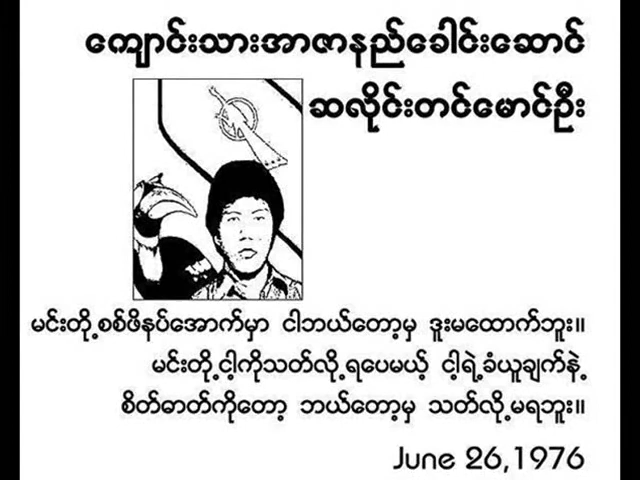 ကျောင်းသားအာဇာနည်ခေါင်းဆောင်
ဆလိုင်းတင်မောင်ဦး
မင်းတို့စစ်ဖိနပ်အောက်မှာ ငါဘယ်တော့မှ ဒူးမထောက်ဘူး။
မင်းတို့ငါ့ကိုသတ်လို့ရပေမယ့် ငါ့ရဲ့ခံယူချက်နဲ့
စိတ်ဓာတ်ကိုတော့ ဘယ်တော့မှ သတ်လို့မရဘူး။
June 26,1976